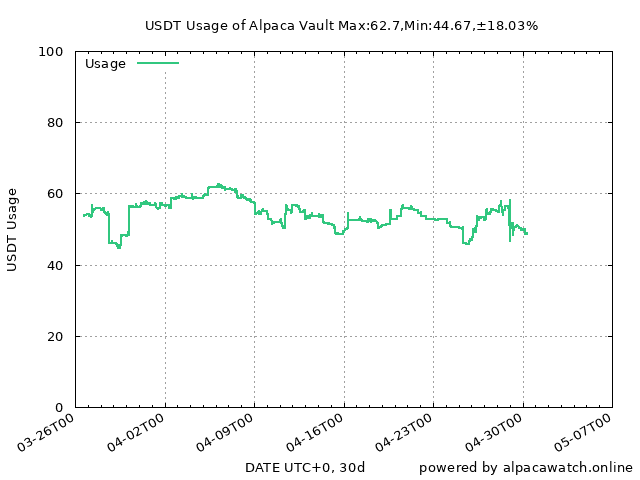 USDT Usage of Alpaca Vault Max:62.7,Min:44.67,±18.03%
Usage
100
80
60
40
20
0
USDT Usage
03-26T00
04-02T00
04-09T00
04-16T00
04-23T00
04-30T00
05-07T00
DATE UTC+0, 30d
powered by alpacawatch.online